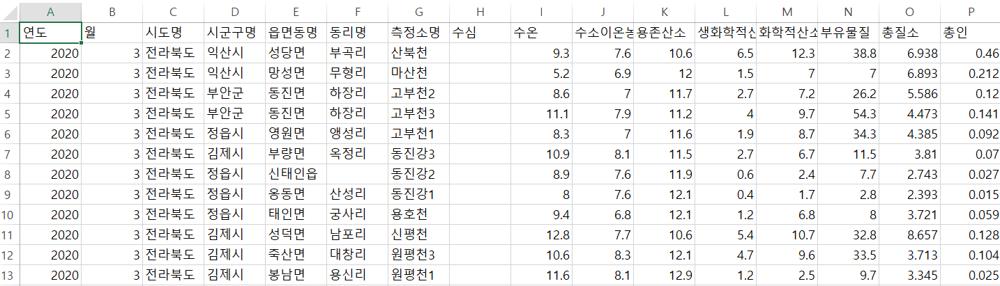 A B C D E F G H I J K L M N O P
1 연도 월 시도명 시군구명 읍면동명 동리명 측정소명 수심 수온 수소이온농 용존산소 생화학적산 화학적산소 부유물질 총질소 총인
2 2020 3 전라북도 익산시 성당면 부곡리 산북천 9.3 7.6 10.6 6.5 12.3 38.8 6.938 0.46
3 2020 3 전라북도 익산시 망성면 무형리 마산천 5.2 6.9 12 1.5 7 7 6.893 0.212
4 2020 3 전라북도 부안군 동진면 하장리 고부천2 8.6 7 11.7 2.7 7.2 26.2 5.586 0.12
5 2020 3 전라북도 부안군 동진면 하장리 고부천3 11.1 7.9 11.2 4 9.7 54.3 4.473 0.141
6 2020 3 전라북도 정읍시 영원면 앵성리 고부천1 8.3 7 11.6 1.9 8.7 34.3 4.385 0.092
7 2020 3 전라북도 김제시 부량면 옥정리 동진강3 10.9 8.1 11.5 2.7 6.7 11.5 3.81 0.07
8 2020 3 전라북도 정읍시 신태인읍 동진강2 8.9 7.6 11.9 0.6 2.4 7.7 2.743 0.027
9 2020 3 전라북도 정읍시 옹동면 산성리 동진강1 8 7.6 12.1 0.4 1.7 2.8 2.393 0.015
10 2020 3 전라북도 정읍시 태인면 궁사리 용호천 9.4 6.8 12.1 1.2 6.8 8 3.721 0.059
11 2020 3 전라북도 김제시 성덕면 남포리 신평천 12.8 7.7 10.6 5.4 10.7 32.8 8.657 0.128
12 2020 3 전라북도 김제시 죽산면 대창리 원평천3 10.6 8.3 12.1 4.7 9.6 33.5 3.713 0.104
13 2020 3 전라북도 김제시 봉남면 용신리 원평천1 11.6 8.1 12.9 1.2 2.5 9.7 3.345 0.025